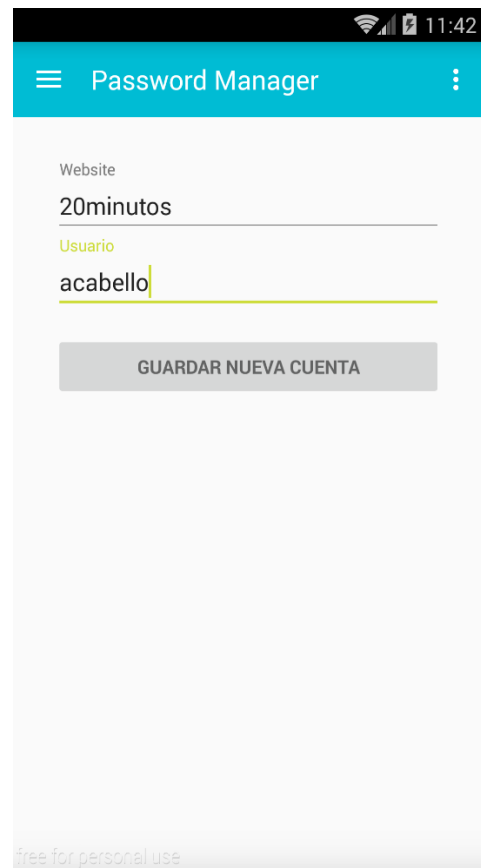 11:42
Password Manager
Website
20minutos
Usuario
acabello
GUARDAR NUEVA CUENTA
free for personal use